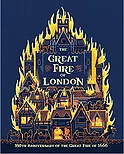 THE
GREAT
FIRE OF
LONDON
350TH ANNIVERSARY OF THE GREAT FIRE OF 1666